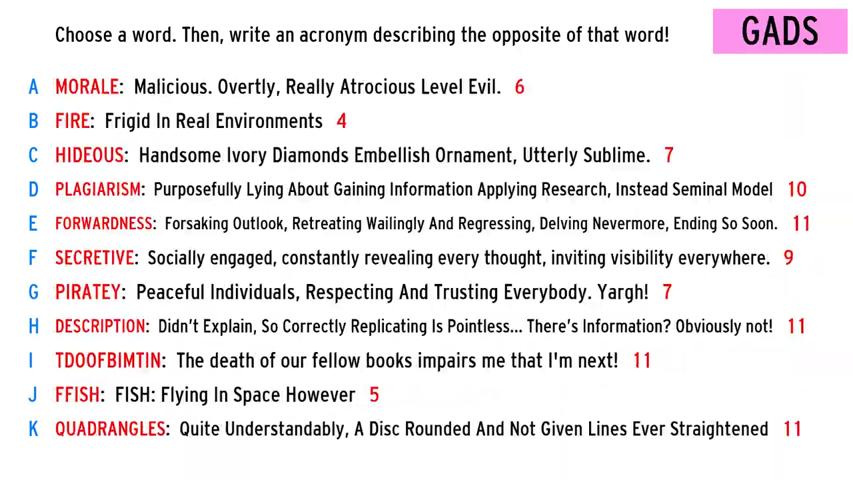 Choose a word. Then, write an acronym describing the opposite of that word!
GADS
A MORALE: Malicious. Overtly, Really Atrocious Level Evil. 6
B FIRE: Frigid In Real Environments 4
C HIDEOUS: Handsome Ivory Diamonds Embellish Ornament, Utterly Sublime. 7
D PLAGIARISM: Purposefully Lying About Gaining Information Applying Research, Instead Seminal Model 10
E FORWARDNESS: Forsaking Outlook, Retreating Wailingly And Regressing, Delving Nevermore, Ending So Soon. 11
F SECRETIVE: Socially engaged, constantly revealing every thought, inviting visibility everywhere. 9
G PIRATEY: Peaceful Individuals, Respecting And Trusting Everybody. Yargh! 7
H DESCRIPTION: Didn't Explain, So Correctly Replicating Is Pointless... There's Information? Obviously not! 11
I TDOOFBIMTIN: The death of our fellow books impairs me that I'm next! 11
J FFISH: FISH: Flying In Space However 5
K QUADRANGLES: Quite Understandably, A Disc Rounded And Not Given Lines Ever Straightened 11